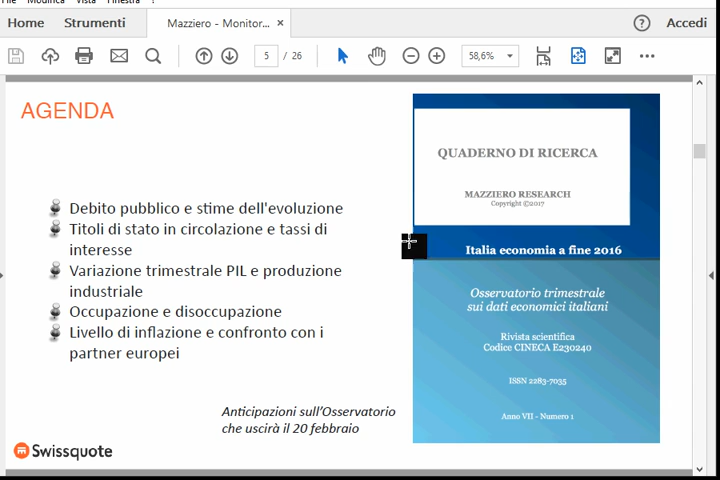 File Modifica Vista Finestra ?
Home Strumenti Mazziero - Monitor... × ? Accedi
5 / 26 58,6%
AGENDA
Debito pubblico e stime dell'evoluzione
Titoli di stato in circolazione e tassi di
interesse
Variazione trimestrale PIL e produzione
industriale
Occupazione e disoccupazione
Livello di inflazione e confronto con i
partner europei
Anticipazioni sull'Osservatorio
che uscirà il 20 febbraio
Swissquote
QUADERNO DI RICERCA
MAZZIERO RESEARCH
Copyright ©2017
Italia economia a fine 2016
Osservatorio trimestrale
sui dati economici italiani
Rivista scientifica
Codice CINECA E230240
ISSN 2283-7035
Anno VII - Numero 1